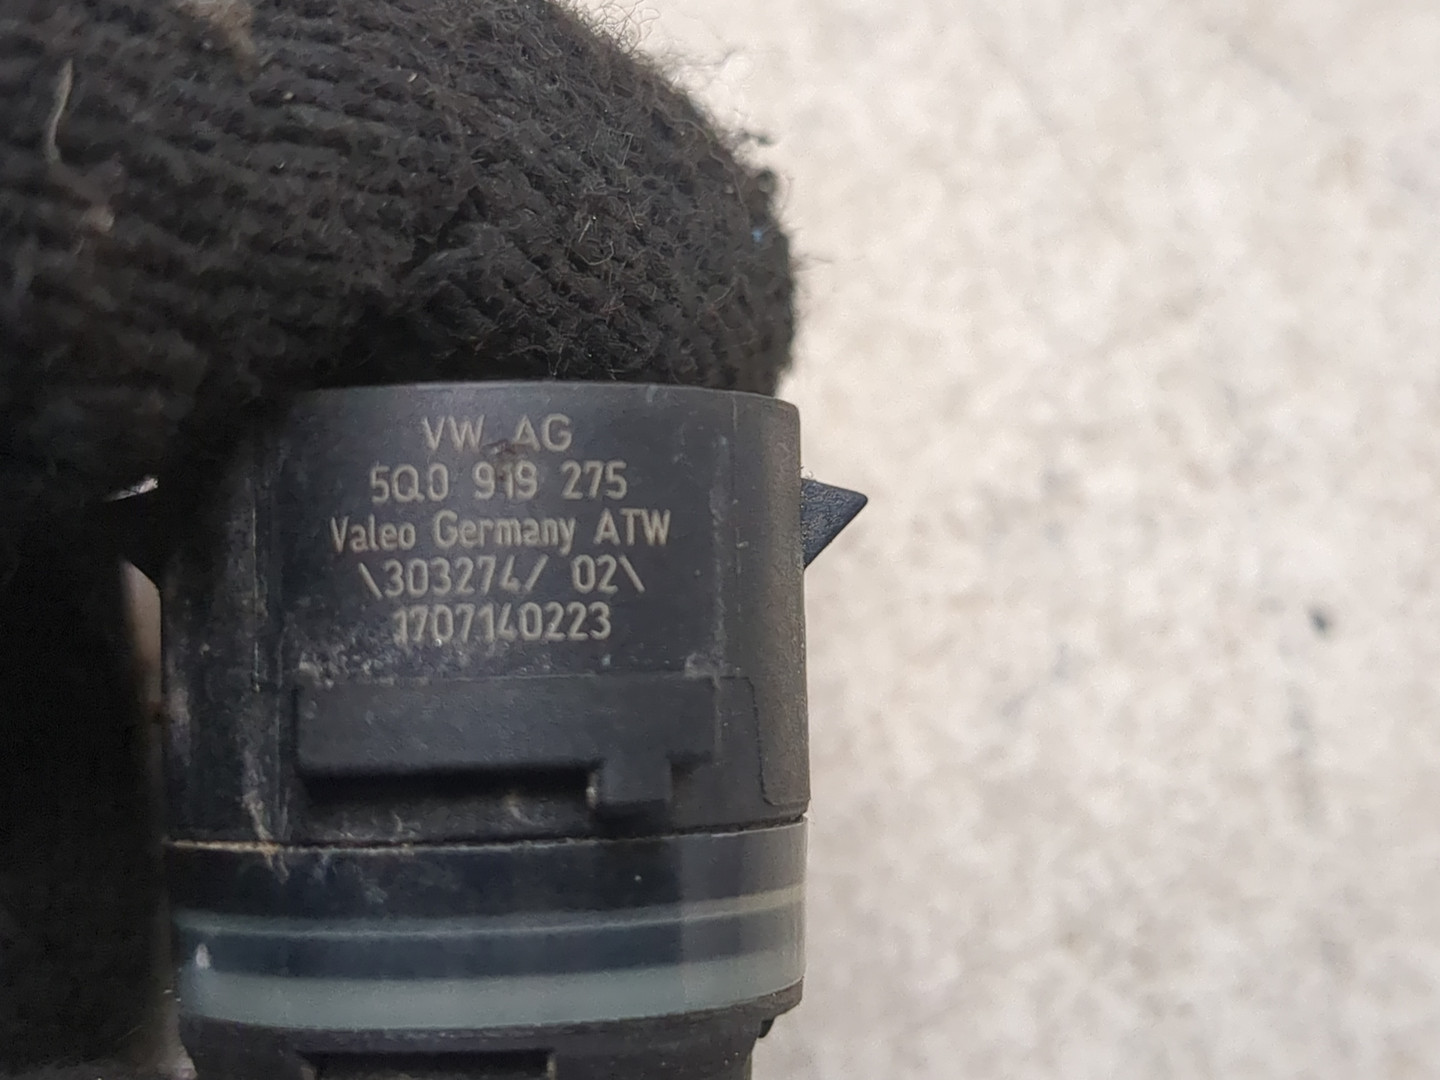 VW AG
5Q0 919 275
Valeo Germany ATW
\303274/ 02\
1707140223